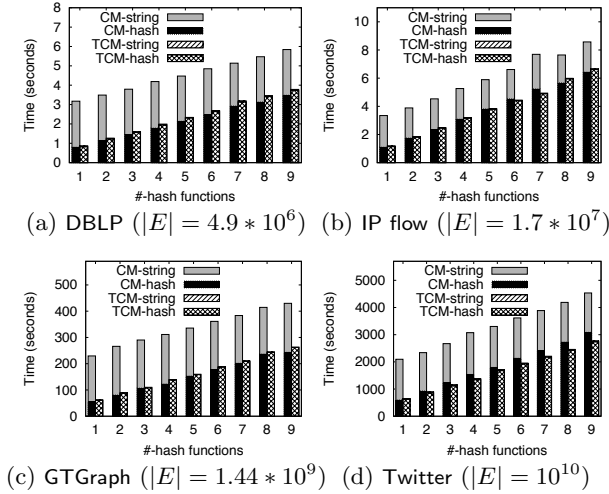 CM-string
CM-hash
TCM-string
TCM-hash
Time (seconds)
8
7
6
5
4
3
2
1
0
1 2 3 4 5 6 7 8 9
#-hash functions
(a) DBLP (|E| = 4.9 * 10^6)
CM-string
CM-hash
TCM-string
TCM-hash
Time (seconds)
10
8
6
4
2
0
1 2 3 4 5 6 7 8 9
#-hash functions
(b) IP flow (|E| = 1.7 * 10^7)
CM-string
CM-hash
TCM-string
TCM-hash
Time (seconds)
500
400
300
200
100
0
1 2 3 4 5 6 7 8 9
#-hash functions
(c) GTGraph (|E| = 1.44 * 10^9)
CM-string
CM-hash
TCM-string
TCM-hash
Time (seconds)
5000
4000
3000
2000
1000
0
1 2 3 4 5 6 7 8 9
#-hash functions
(d) Twitter (|E| = 10^10)